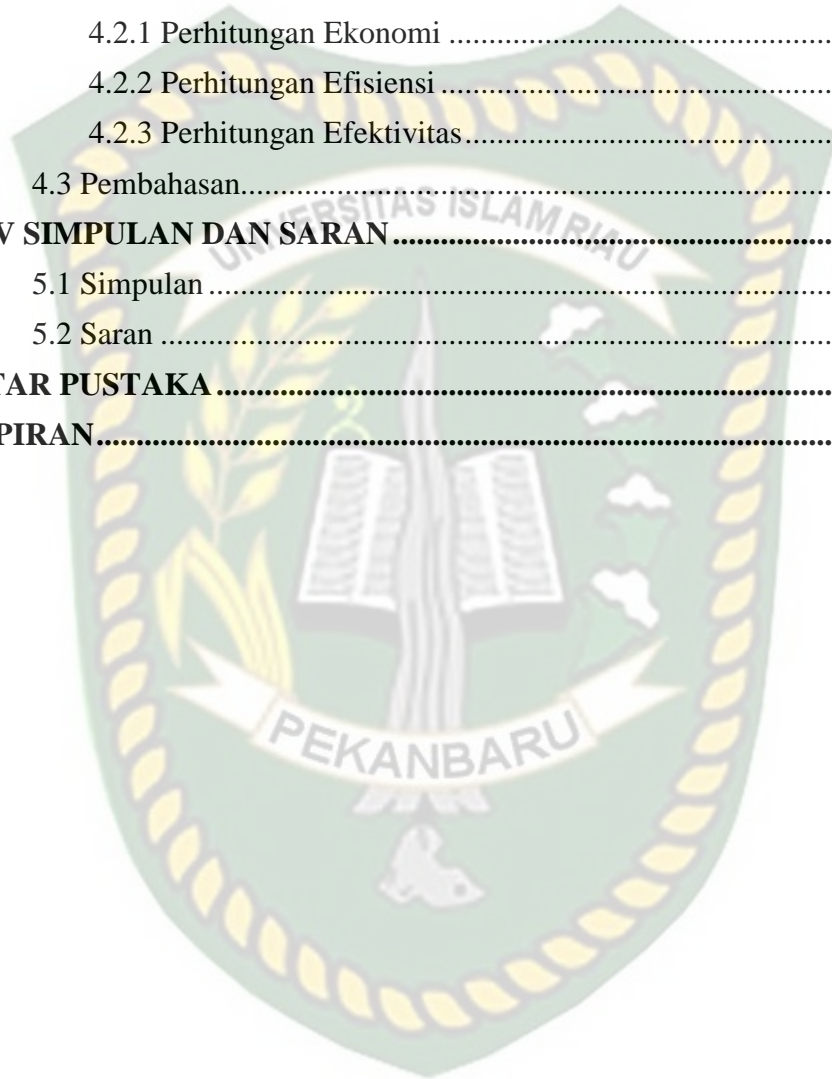 4.2.1 Perhitungan Ekonomi ................................................
4.2.2 Perhitungan Efisiensi .................................................
4.2.3 Perhitungan Efektivitas..............................................
4.3 Pembahasan.........................................................................
V SIMPULAN DAN SARAN.......................................................
5.1 Simpulan .............................................................................
5.2 Saran ...................................................................................
TAR PUSTAKA .............................................................................
PIRAN............................................................................................
UNIVERSITAS ISLAM RIAU
PEKANBARU